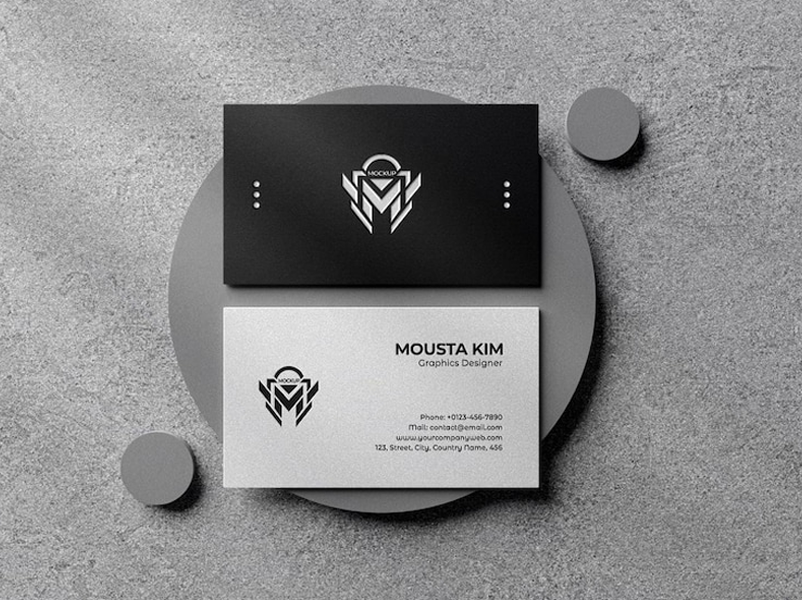 MOCKUP
MOUSTA KIM
Graphics Designer
MOCKUP
Phone: +0123-456-7890
Mail: contact@email.com
www.yourcompanyweb.com
123, Street, City, Country Name, 456